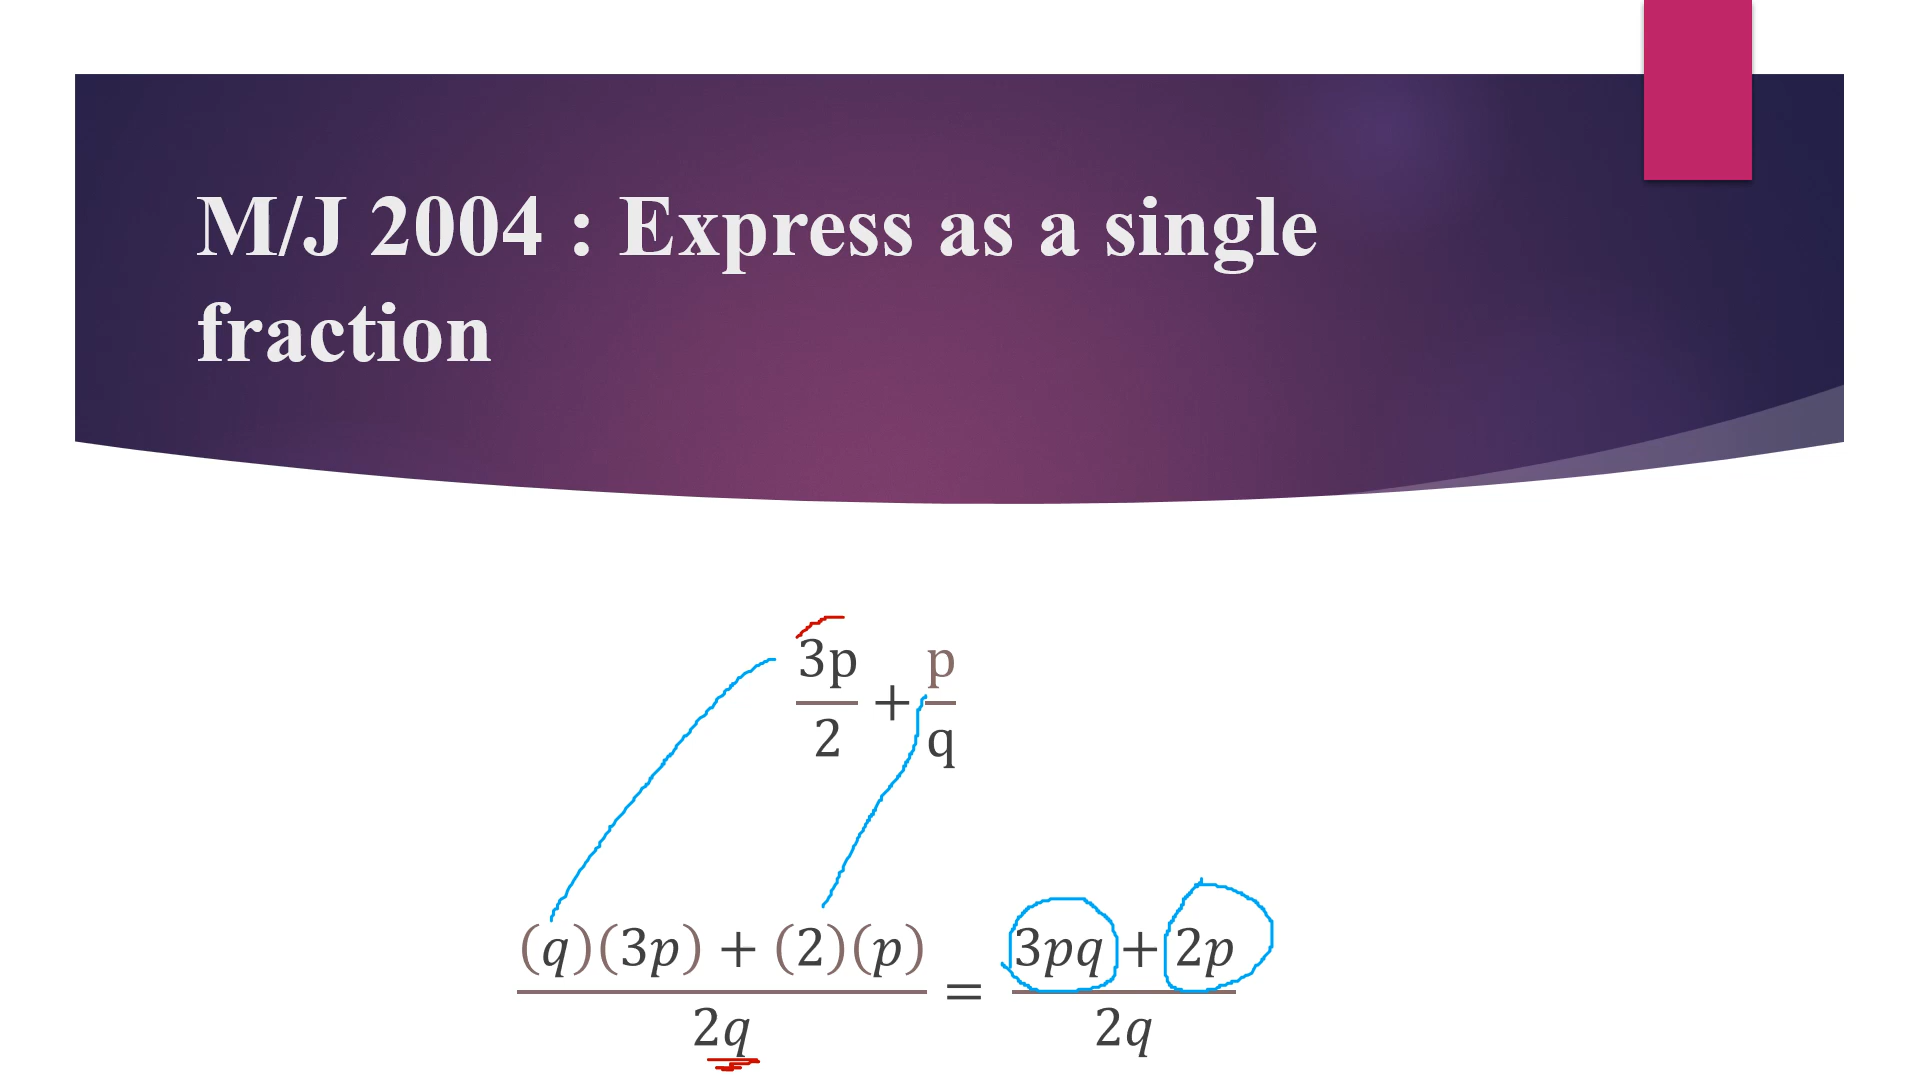 M/J 2004 : Express as a single
fraction
3p/2 + p/q
(q)(3p) + (2)(p)/2q = 3pq + 2p/2q